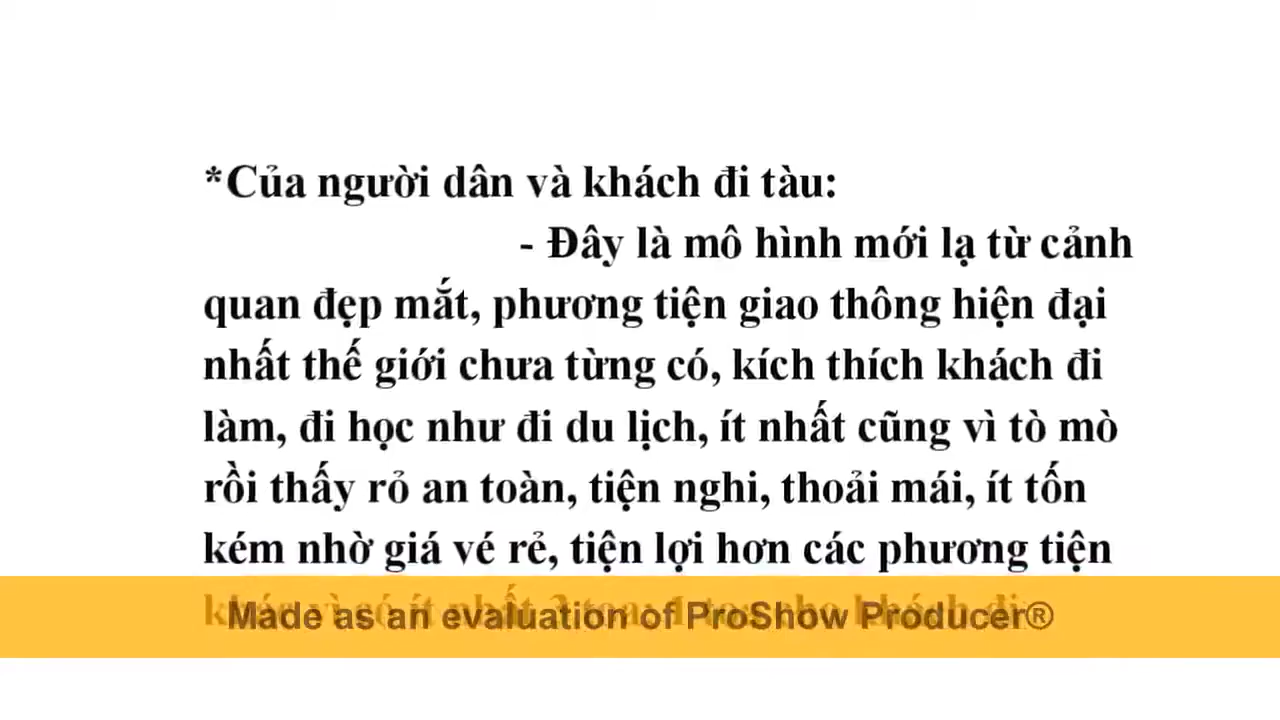 *Của người dân và khách đi tàu:
- Đây là mô hình mới lạ từ cảnh
quan đẹp mắt, phương tiện giao thông hiện đại
nhất thế giới chưa từng có, kích thích khách đi
làm, đi học như đi du lịch, ít nhất cũng vì tò mò
rồi thấy rỏ an toàn, tiện nghi, thoải mái, ít tốn
kém nhờ giá vé rẻ, tiện lợi hơn các phương tiện
Made as an evaluation of ProShow Producer®